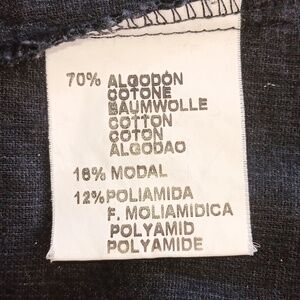 70% ALGODÓN
COTONE
BAUMWOLLE
COTTON
COTON
ALGODAO
18% MODAL
12% POLIAMIDA
F. MOLIAMIDICA
POLYAMID
POLYAMIDE